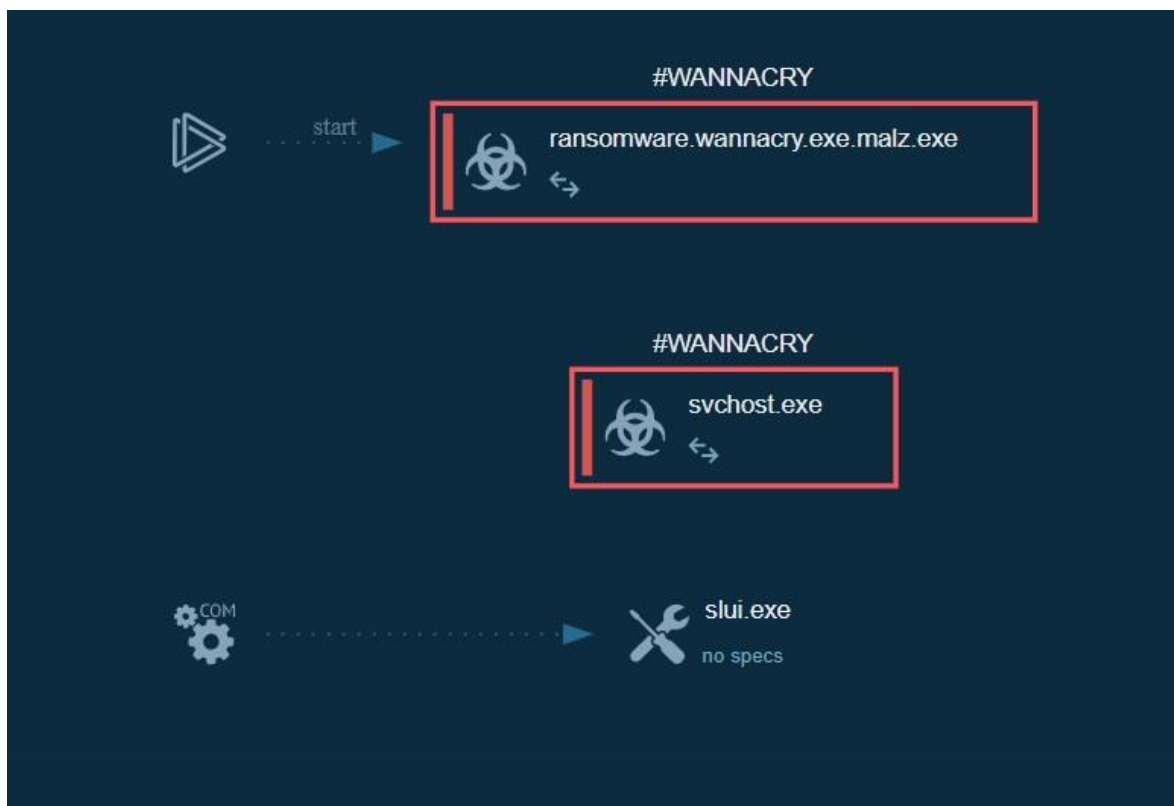 #WANNACRY
start
ransomware.wannacry.exe.malz.exe
#WANNACRY
svchost.exe
COM
slui.exe
no specs